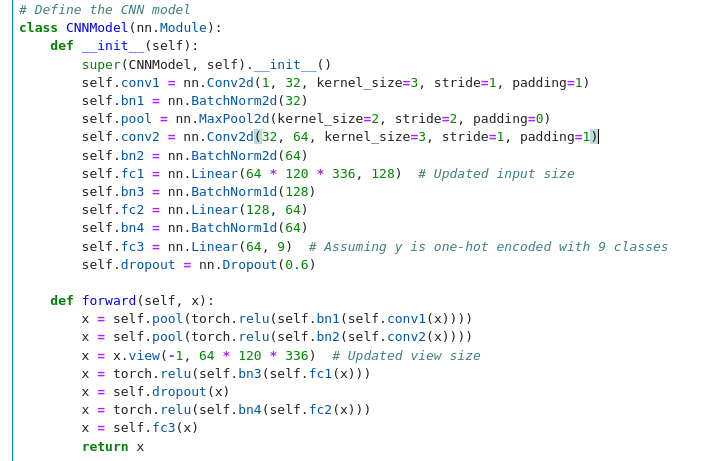 # Define the CNN model
class CNNModel(nn.Module):
    def __init__(self):
        super(CNNModel, self).__init__()
        self.conv1 = nn.Conv2d(1, 32, kernel_size=3, stride=1, padding=1)
        self.bn1 = nn.BatchNorm2d(32)
        self.pool = nn.MaxPool2d(kernel_size=2, stride=2, padding=0)
        self.conv2 = nn.Conv2d(32, 64, kernel_size=3, stride=1, padding=1)
        self.bn2 = nn.BatchNorm2d(64)
        self.fc1 = nn.Linear(64 * 120 * 336, 128)  # Updated input size
        self.bn3 = nn.BatchNorm1d(128)
        self.fc2 = nn.Linear(128, 64)
        self.bn4 = nn.BatchNorm1d(64)
        self.fc3 = nn.Linear(64, 9)  # Assuming y is one-hot encoded with 9 classes
        self.dropout = nn.Dropout(0.6)

    def forward(self, x):
        x = self.pool(torch.relu(self.bn1(self.conv1(x))))
        x = self.pool(torch.relu(self.bn2(self.conv2(x))))
        x = x.view(-1, 64 * 120 * 336)  # Updated view size
        x = torch.relu(self.bn3(self.fc1(x)))
        x = self.dropout(x)
        x = torch.relu(self.bn4(self.fc2(x)))
        x = self.fc3(x)
        return x